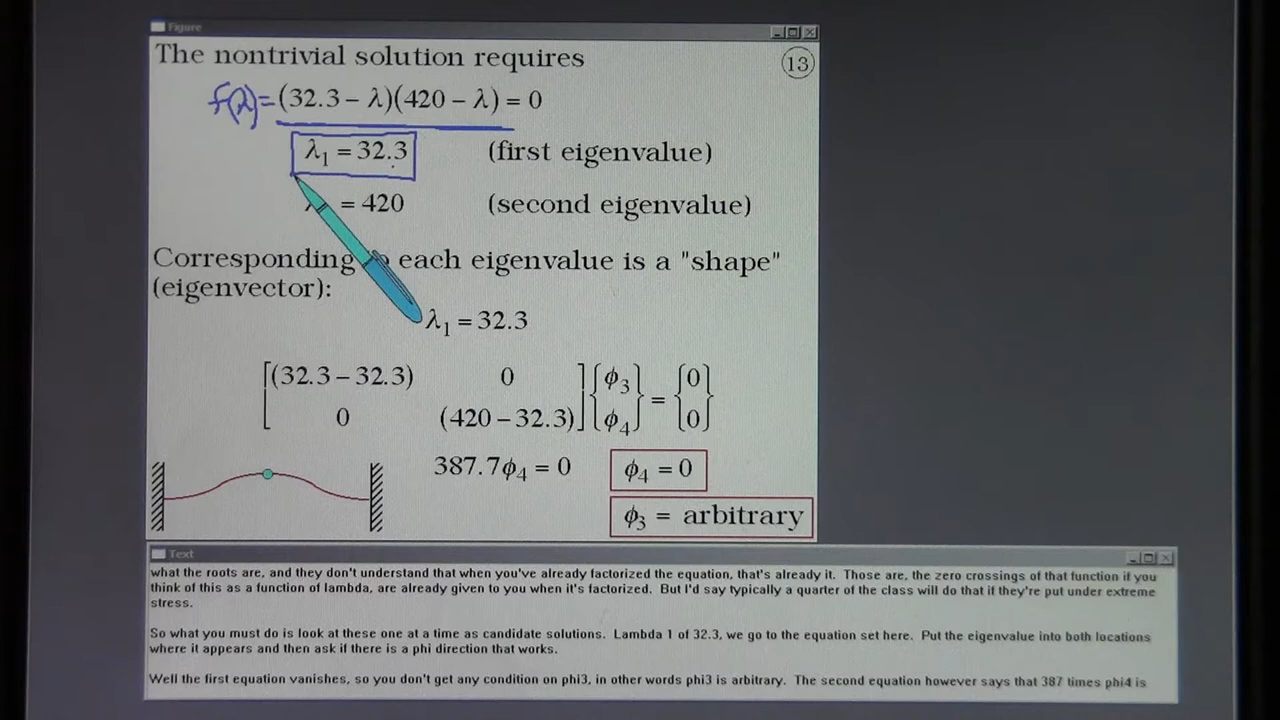 Figure
The nontrivial solution requires
13
f(λ)=(32.3 − λ)(420 − λ) = 0
λ₁ = 32.3 (first eigenvalue)
= 420 (second eigenvalue)
Corresponding each eigenvalue is a "shape"
(eigenvector):
λ₁ = 32.3
[(32.3 − 32.3) 0 ] {ϕ₃} = {0}
[ 0 (420 − 32.3)] {ϕ₄} {0}
387.7ϕ₄ = 0 ϕ₄ = 0
ϕ₃ = arbitrary
Text
what the roots are, and they don't understand that when you've already factorized the equation, that's already it. Those are, the zero crossings of that function if you
think of this as a function of lambda, are already given to you when it's factorized. But I'd say typically a quarter of the class will do that if they're put under extreme
stress.
So what you must do is look at these one at a time as candidate solutions. Lambda 1 of 32.3, we go to the equation set here. Put the eigenvalue into both locations
where it appears and then ask if there is a phi direction that works.
Well the first equation vanishes, so you don't get any condition on phi3, in other words phi3 is arbitrary. The second equation however says that 387 times phi4 is